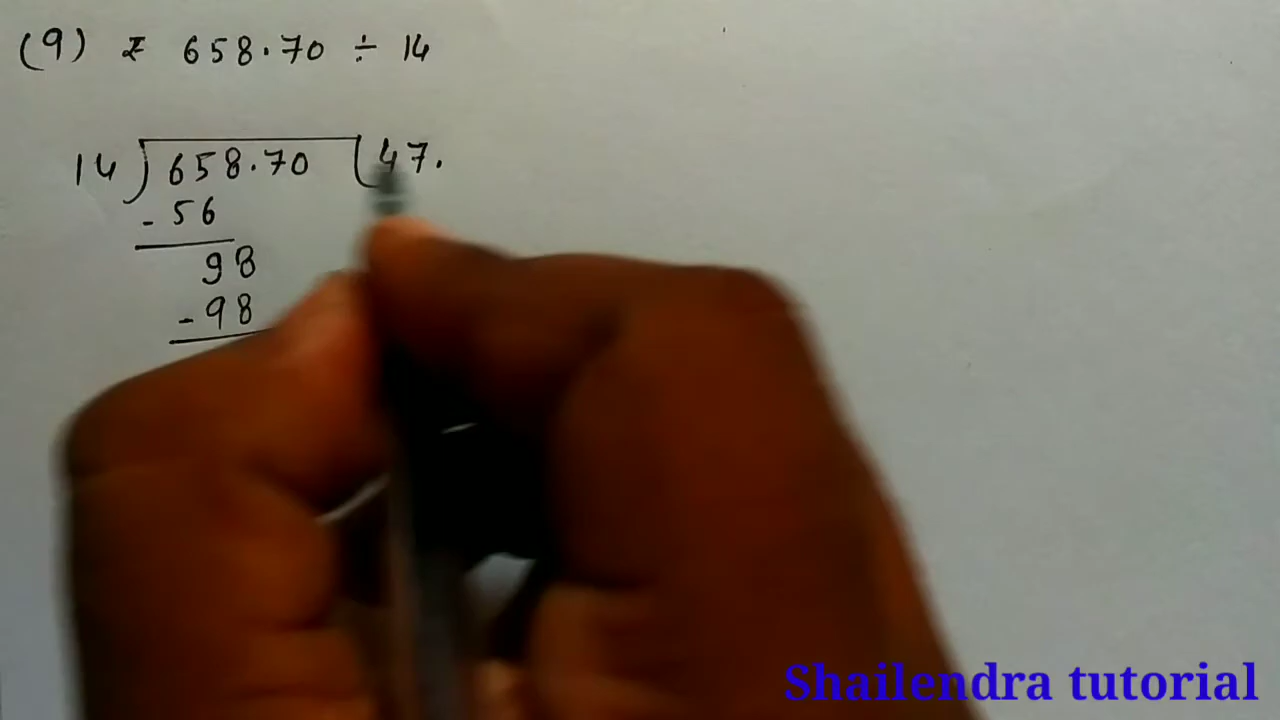 (9) ₹ 658.70 ÷ 14
14) 658.70 (47.
- 56
98
- 98
Shailendra tutorial